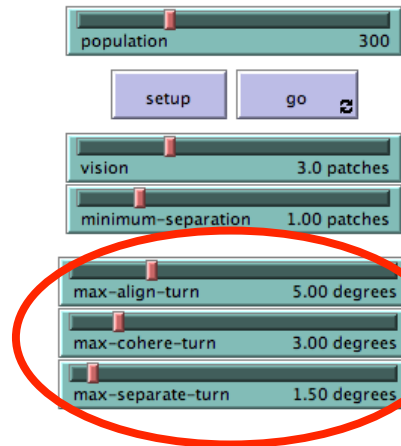 population 300
setup go
vision 3.0 patches
minimum-separation 1.00 patches
max-align-turn 5.00 degrees
max-cohere-turn 3.00 degrees
max-separate-turn 1.50 degrees